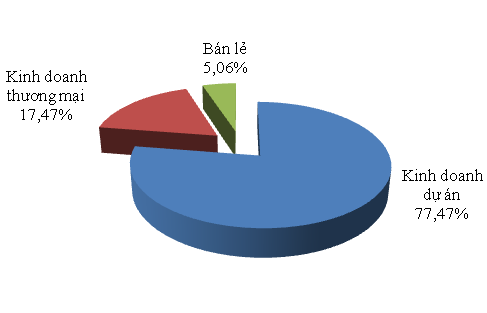 Bán lẻ
5,06%
Kinh doanh
thương mại
17,47%
Kinh doanh
dự án
77,47%